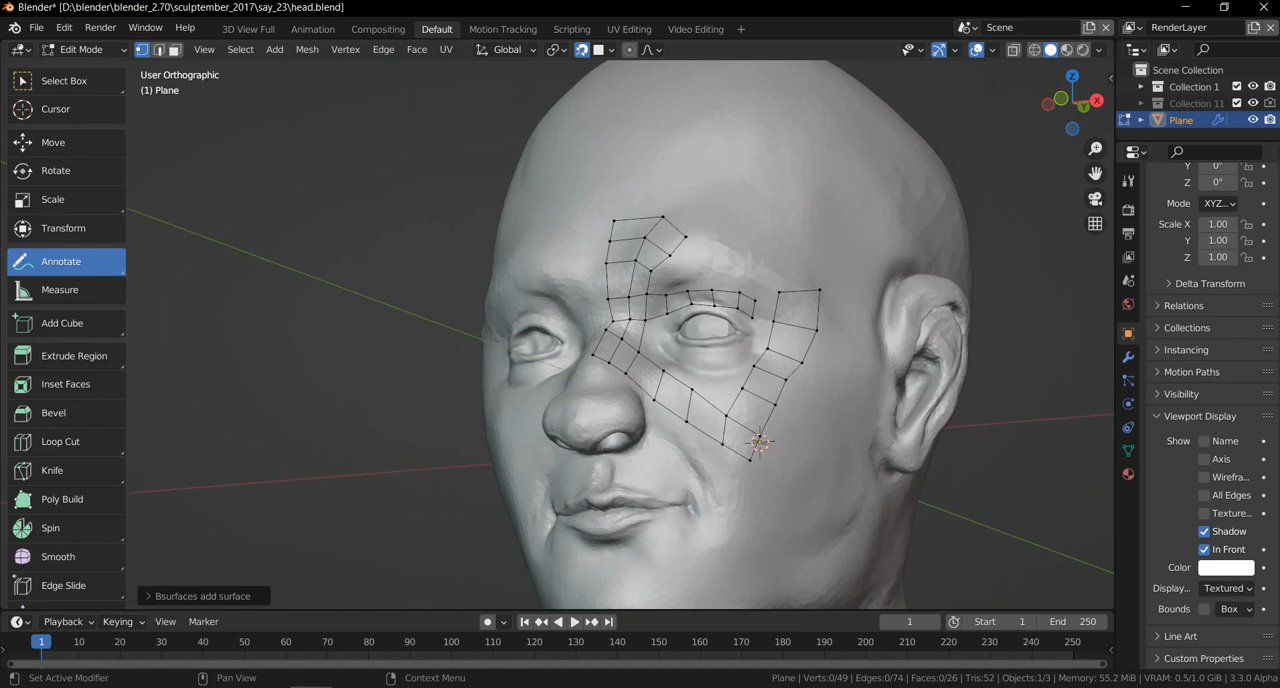 Blender* [D:\blenders\blender_2.70\sculptember_2017\say_23\head.blend]
File Edit Render Window Help
3D View Full Animation Compositing Default Motion Tracking Scripting UV Editing Video Editing +
Scene
RenderLayer
Edit Mode View Select Add Mesh Vertex Edge Face UV Global
Select Box
Cursor
Move
Rotate
Scale
Transform
Annotate
Measure
Add Cube
Extrude Region
Inset Faces
Bevel
Loop Cut
Knife
Poly Build
Spin
Smooth
Edge Slide
User Orthographic
(1) Plane
Z
X
Y
Bsurfaces add surface
Scene Collection
Collection 1
Collection 11
Plane
Y 0°
Z 0°
Mode XYZ...
Scale X 1.00
Y 1.00
Z 1.00
Delta Transform
Relations
Collections
Instancing
Motion Paths
Visibility
Viewport Display
Show Name
Axis
Wirefra...
All Edges
Texture...
Shadow
In Front
Color
Display... Textured
Bounds Box
Line Art
Custom Properties
Playback Keying View Marker
1 Start 1 End 250
1 10 20 30 40 50 60 70 80 90 100 110 120 130 140 150 160 170 180 190 200 210 220 230 240 250
Set Active Modifier Pan View Context Menu
Plane | Verts:0/49 | Edges:0/74 | Faces:0/26 | Tris:52 | Objects:1/3 | Memory: 55.2 MiB | VRAM: 0.5/1.0 GiB | 3.3.0 Alpha